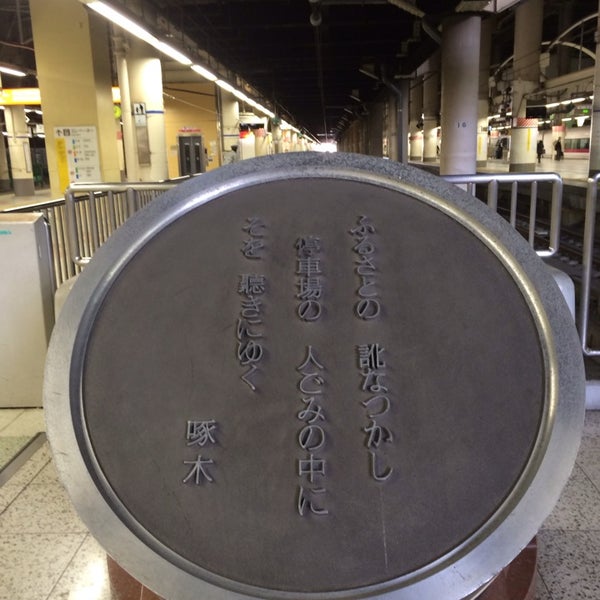 ふるさとの 訛なつかし
停車場の 人ごみの中に
そを 聴きにゆく
啄木